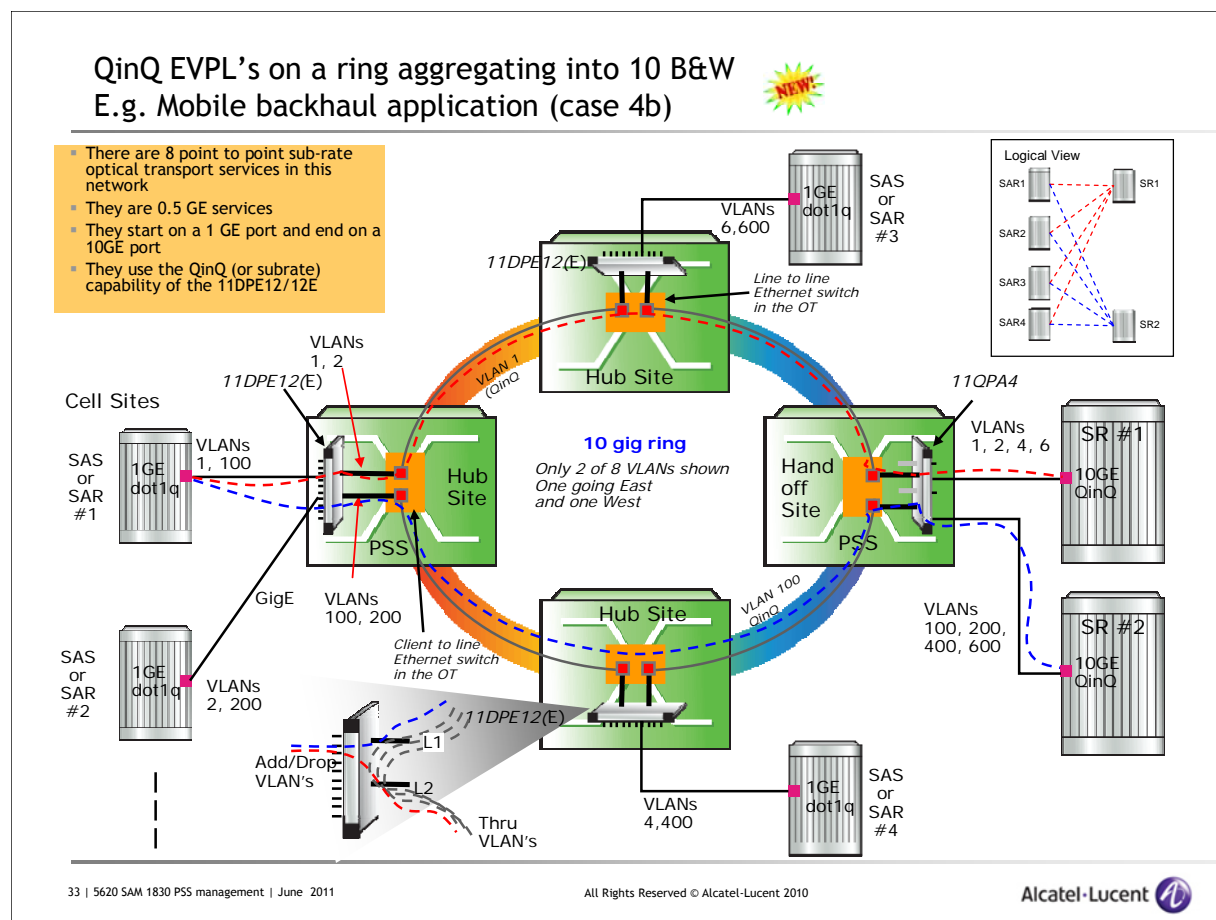 QinQ EVPL's on a ring aggregating into 10 B&W
E.g. Mobile backhaul application (case 4b)
NEW!
There are 8 point to point sub-rate
optical transport services in this
network
They are 0.5 GE services
They start on a 1 GE port and end on a
10GE port
They use the QinQ (or subrate)
capability of the 11DPE12/12E
Logical View
SAR1
SR1
SAR2
SAR3
SAR4
SR2
1GE
dot1q
SAS
or
SAR
#3
VLANs
6,600
11DPE12(E)
Line to line
Ethernet switch
in the OT
Hub Site
VLAN 1
(QinQ
VLANs
1, 2
11DPE12(E)
Cell Sites
SAS
or
SAR
#1
1GE
dot1q
VLANs
1, 100
Hub
Site
PSS
10 gig ring
Only 2 of 8 VLANs shown
One going East
and one West
Hand
off
Site
PSS
11QPA4
VLANs
1, 2, 4, 6
SR #1
10GE
QinQ
GigE
VLANs
100, 200
Client to line
Ethernet switch
in the OT
Hub Site
VLAN 100
QinQ
VLANs
100, 200,
400, 600
SR #2
10GE
QinQ
SAS
or
SAR
#2
1GE
dot1q
VLANs
2, 200
11DPE12(E)
L1
L2
Add/Drop
VLAN's
Thru
VLAN's
VLANs
4,400
1GE
dot1q
SAS
or
SAR
#4
33 | 5620 SAM 1830 PSS management | June 2011
All Rights Reserved © Alcatel-Lucent 2010
Alcatel·Lucent